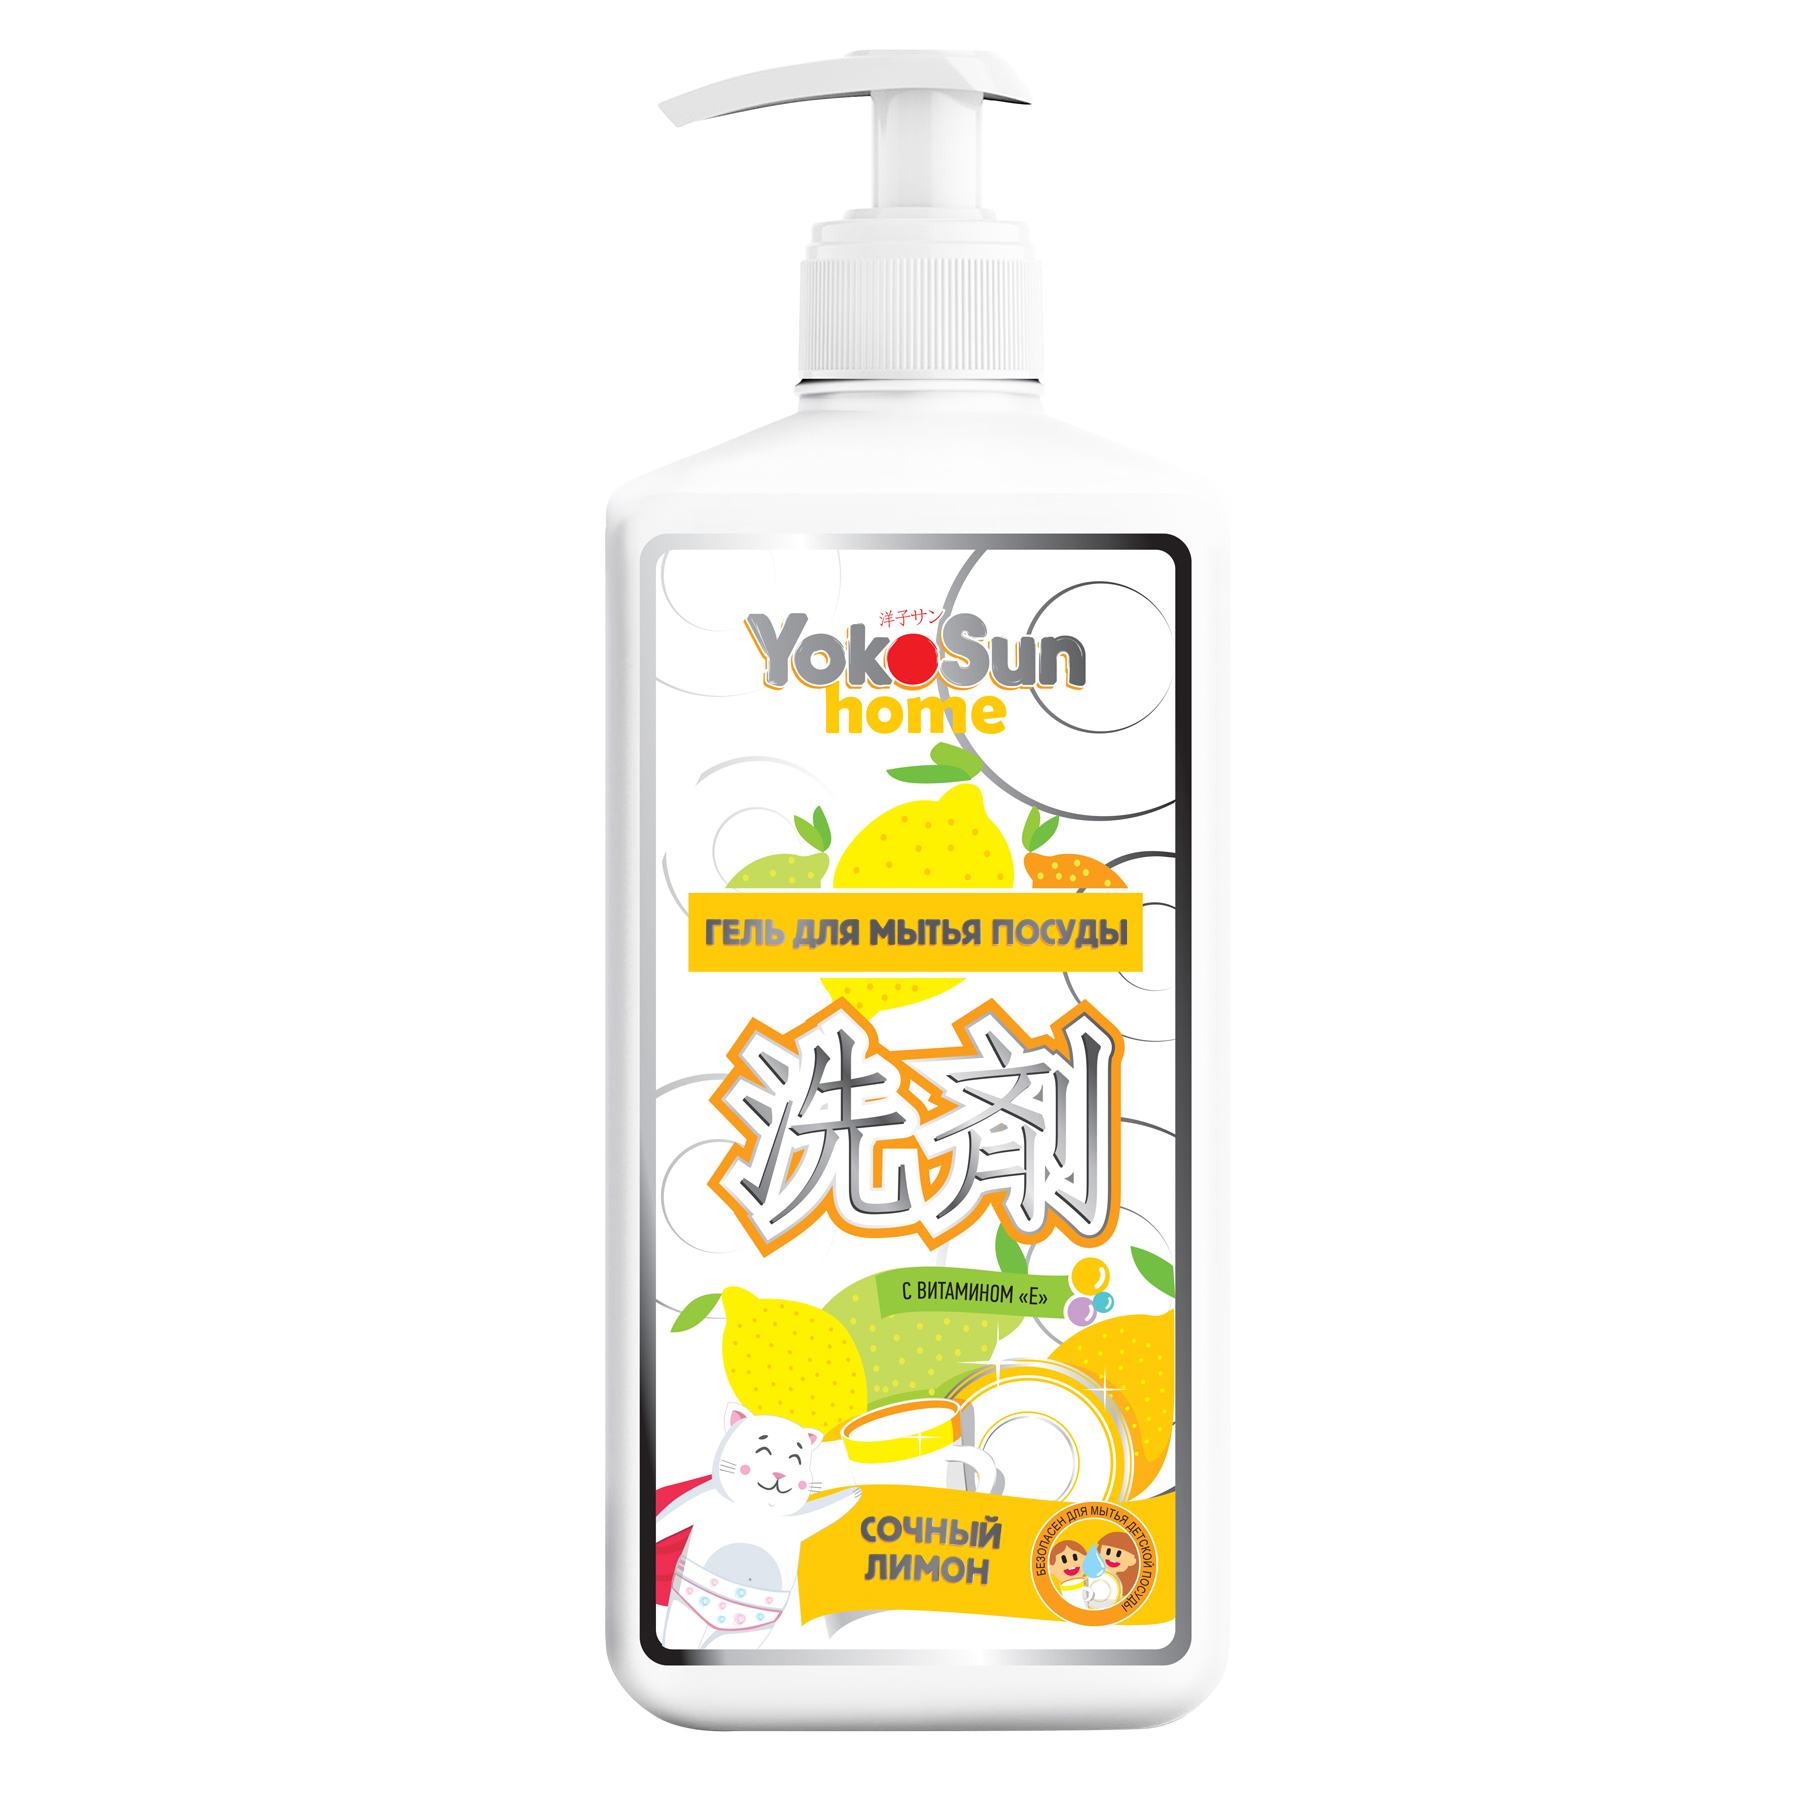 洋子サン
YokoSun
home
ГЕЛЬ ДЛЯ МЫТЬЯ ПОСУДЫ
洗剤
С ВИТАМИНОМ «Е»
СОЧНЫЙ
ЛИМОН
БЕЗОПАСЕН ДЛЯ МЫТЬЯ ДЕТСКОЙ ПОСУДЫ